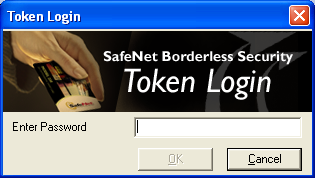 Token Login
SafeNet Borderless Security
Token Login
Enter Password
OK
Cancel